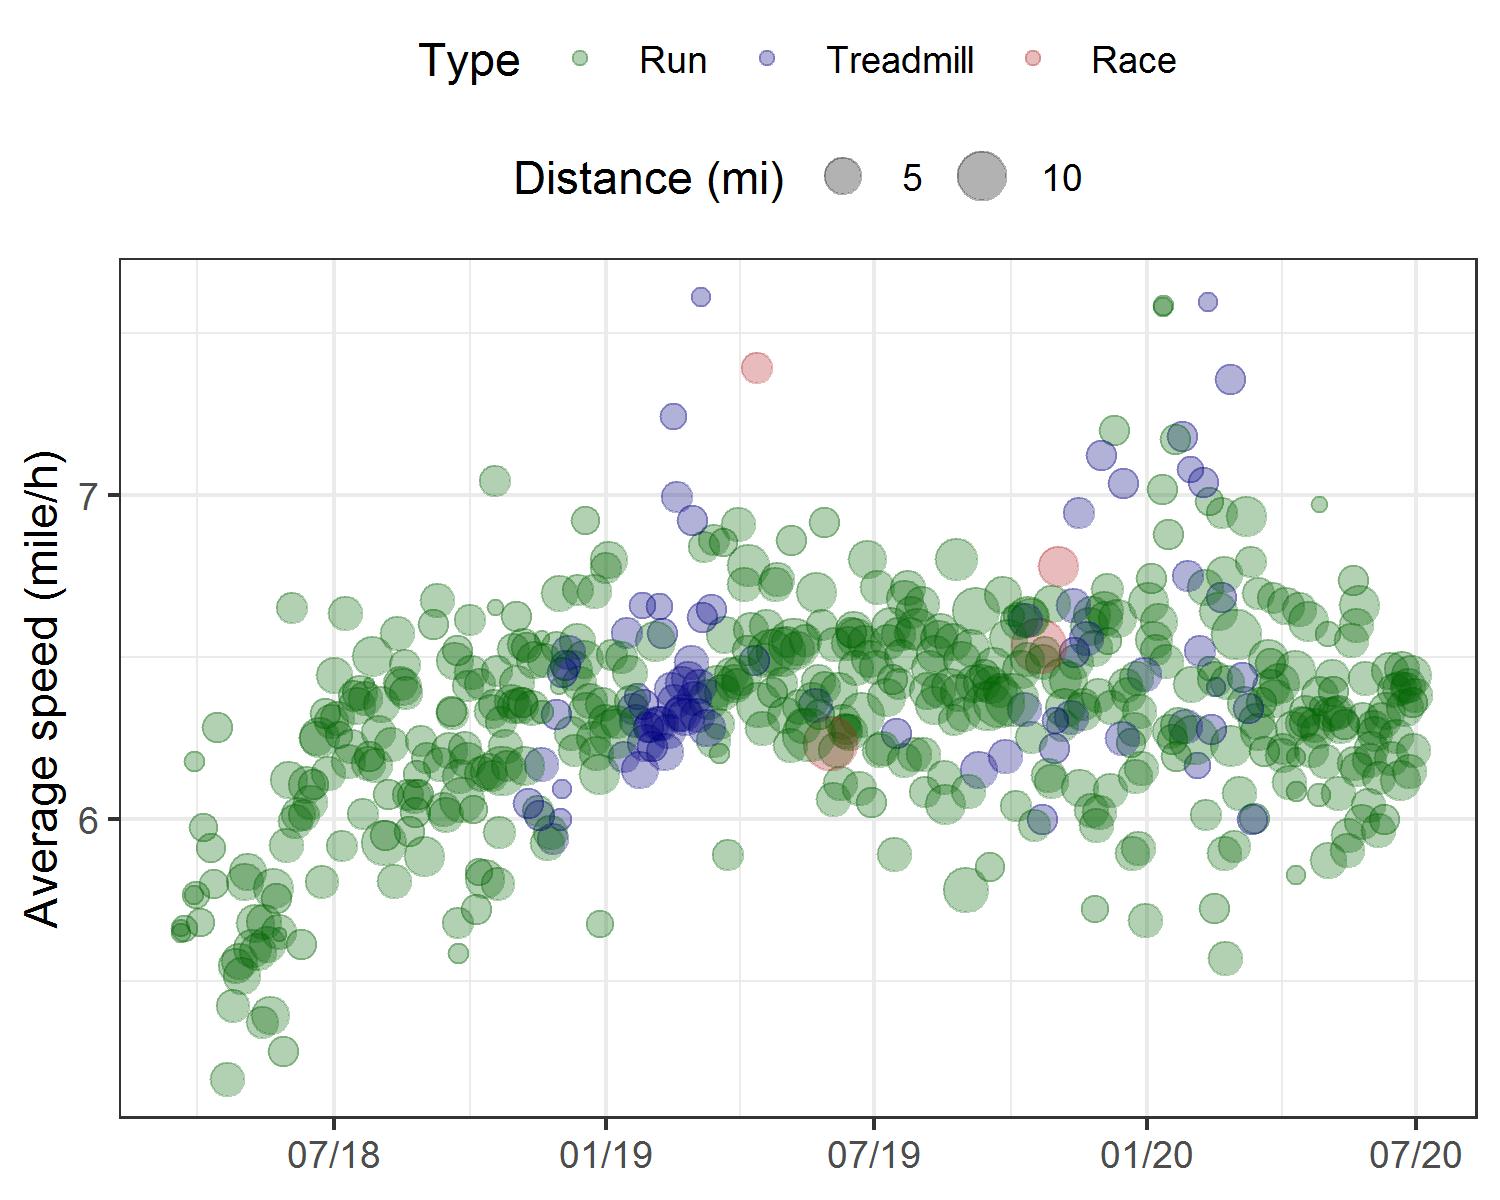 Type Run Treadmill Race
Distance (mi) 5 10
Average speed (mile/h)
7
6
07/18 01/19 07/19 01/20 07/20